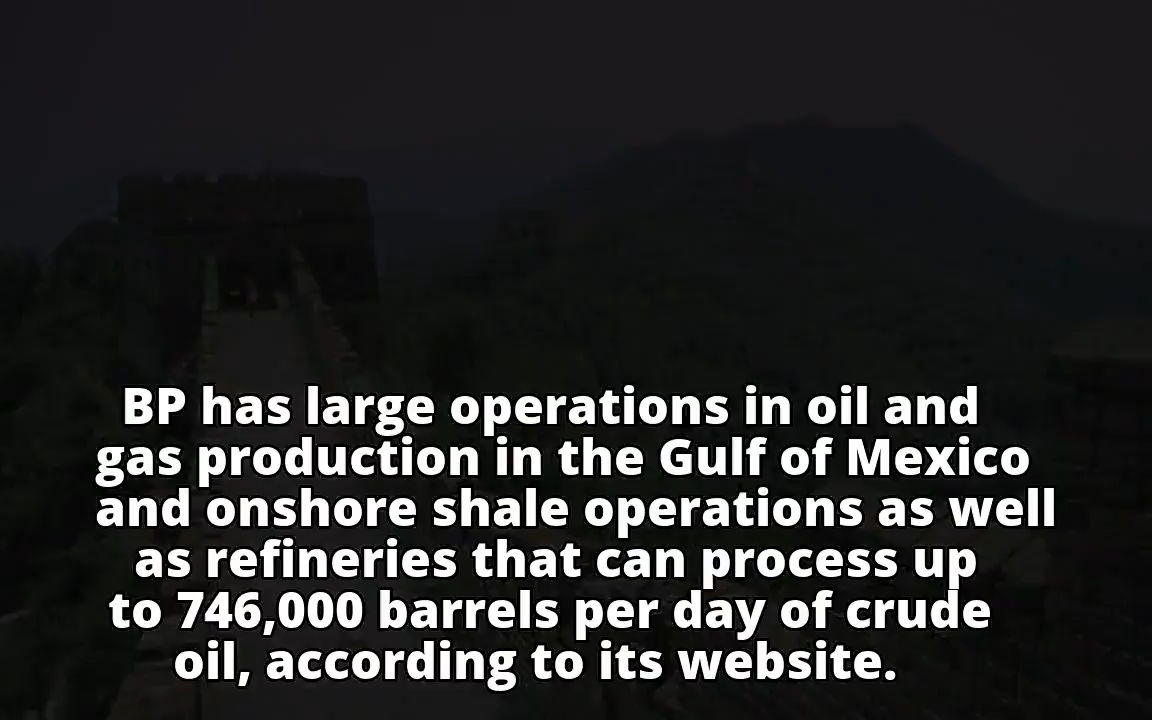 BP has large operations in oil and
gas production in the Gulf of Mexico
and onshore shale operations as well
as refineries that can process up
to 746,000 barrels per day of crude
oil, according to its website.